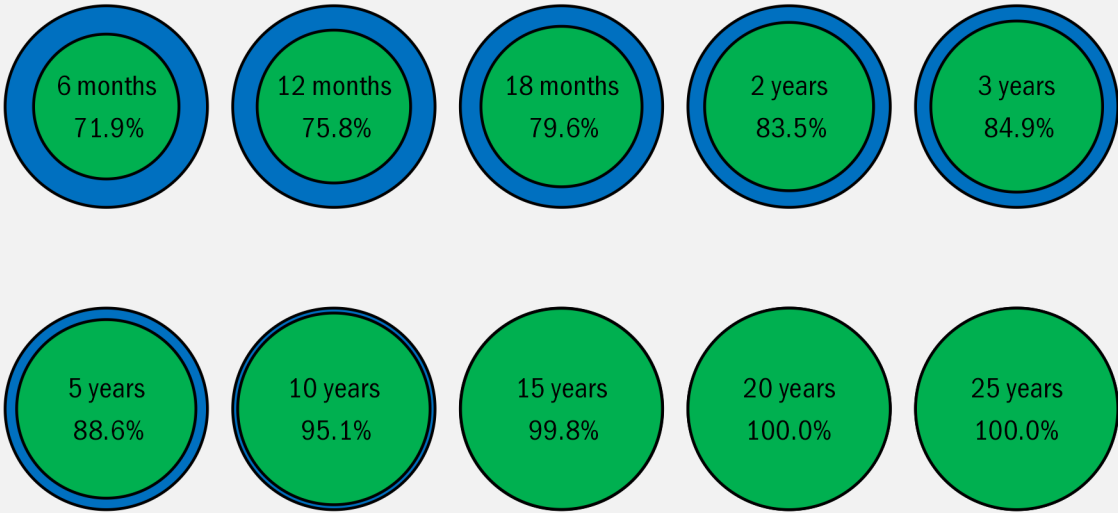 6 months
71.9%
12 months
75.8%
18 months
79.6%
2 years
83.5%
3 years
84.9%
5 years
88.6%
10 years
95.1%
15 years
99.8%
20 years
100.0%
25 years
100.0%